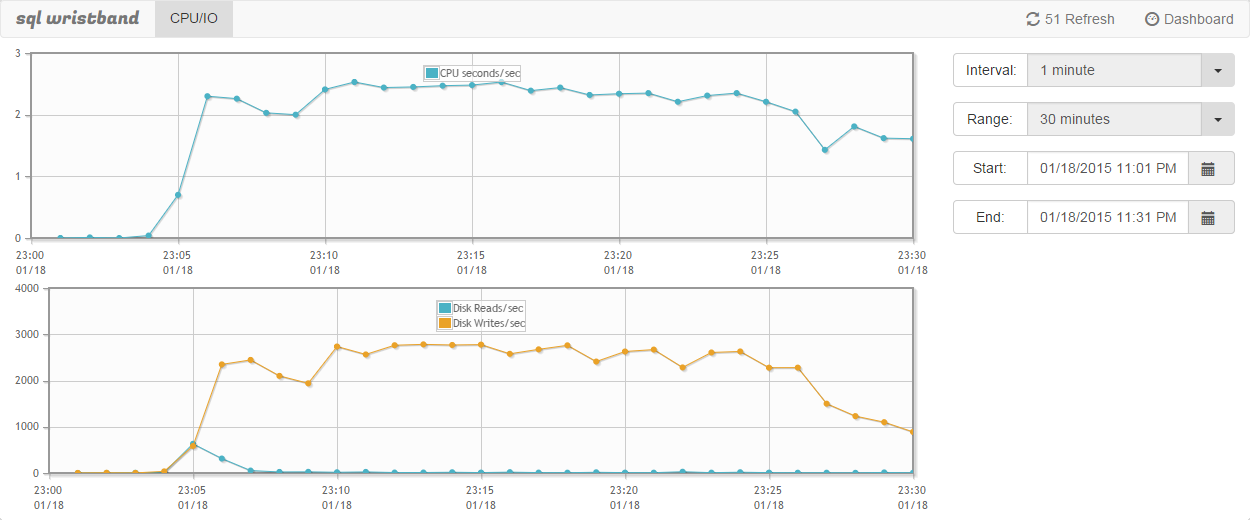 sql wristband CPU/IO 51 Refresh Dashboard
Interval: 1 minute
Range: 30 minutes
Start: 01/18/2015 11:01 PM
End: 01/18/2015 11:31 PM
CPU seconds/sec
3
2
1
0
23:00 23:05 23:10 23:15 23:20 23:25 23:30
01/18 01/18 01/18 01/18 01/18 01/18 01/18
Disk Reads/sec
Disk Writes/sec
4000
3000
2000
1000
0
23:00 23:05 23:10 23:15 23:20 23:25 23:30
01/18 01/18 01/18 01/18 01/18 01/18 01/18